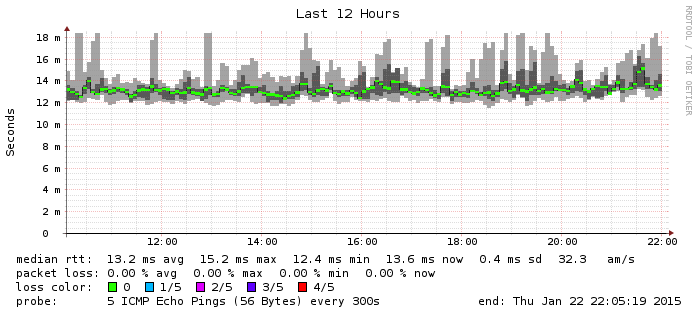 Last 12 Hours
RRDTOOL / TOBI OETIKER
Seconds
18 m
16 m
14 m
12 m
10 m
8 m
6 m
4 m
2 m
0
12:00 14:00 16:00 18:00 20:00 22:00
median rtt: 13.2 ms avg 15.2 ms max 12.4 ms min 13.6 ms now 0.4 ms sd 32.3 am/s
packet loss: 0.00 % avg 0.00 % max 0.00 % min 0.00 % now
loss color: 0 1/5 2/5 3/5 4/5
probe: 5 ICMP Echo Pings (56 Bytes) every 300s end: Thu Jan 22 22:05:19 2015